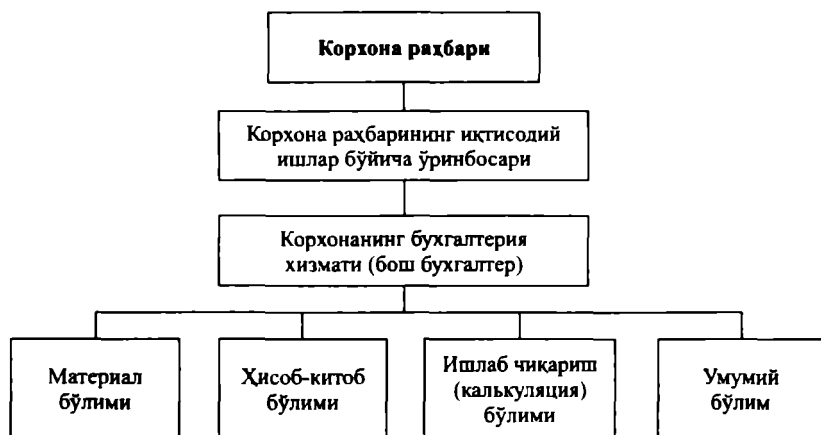 Корхона раҳбари
Корхона раҳбарининг иқтисодий
ишлар бўйича ўринбосари
Корхонанинг бухгалтерия
хизмати (бош бухгалтер)
Материал
бўлими
Ҳисоб-китоб
бўлими
Ишлаб чиқариш
(калькуляция)
бўлими
Умумий
бўлим